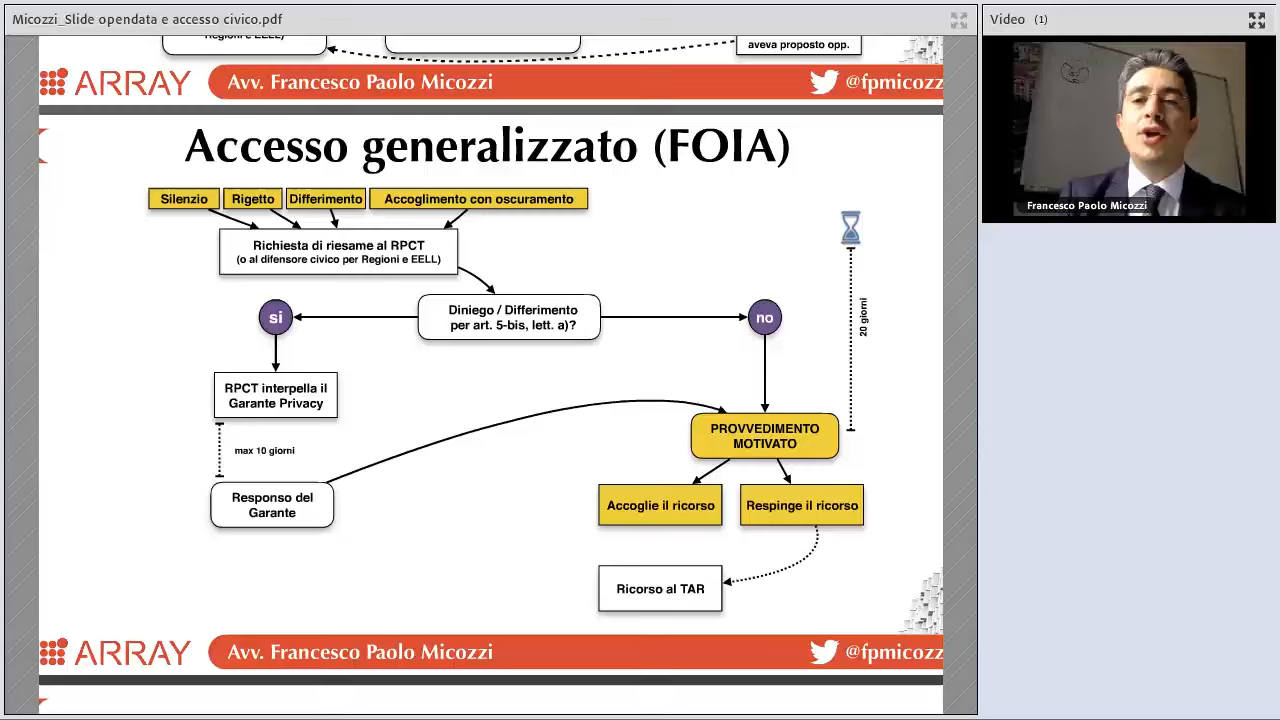 Micozzi_Slide opendata e accesso civico.pdf
Video (1)
aveva proposto opp.
ARRAY
Avv. Francesco Paolo Micozzi
@fpmicozz
Francesco Paolo Micozzi
Accesso generalizzato (FOIA)
Silenzio
Rigetto
Differimento
Accoglimento con oscuramento
Richiesta di riesame al RPCT
(o al difensore civico per Regioni e EELL)
Diniego / Differimento
per art. 5-bis, lett. a)?
si
no
20 giorni
RPCT interpella il
Garante Privacy
max 10 giorni
Responso del
Garante
PROVVEDIMENTO
MOTIVATO
Accoglie il ricorso
Respinge il ricorso
Ricorso al TAR
ARRAY
Avv. Francesco Paolo Micozzi
@fpmicozz